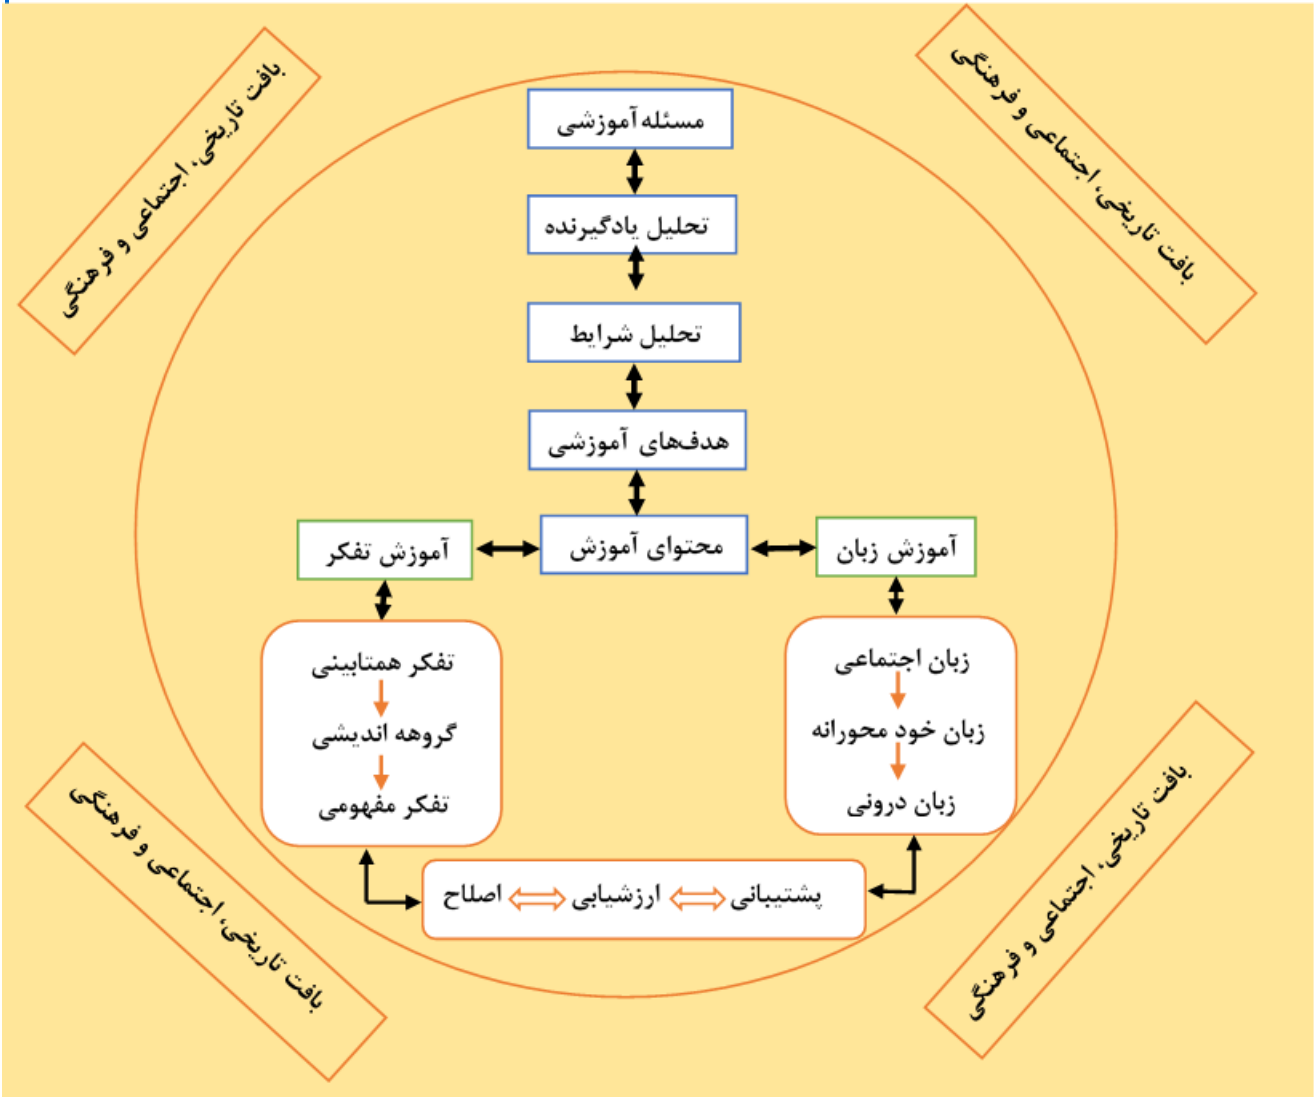 بافت تاریخی، اجتماعی و فرهنگی
بافت تاریخی، اجتماعی و فرهنگی
مسئله آموزشی
تحلیل یادگیرنده
تحلیل شرایط
هدف‌های آموزشی
آموزش زبان
محتوای آموزش
آموزش تفکر
زبان اجتماعی
زبان خود محورانه
زبان درونی
تفکر همتابینی
گروهه اندیشی
تفکر مفهومی
پشتیبانی
ارزشیابی
اصلاح
بافت تاریخی، اجتماعی و فرهنگی
بافت تاریخی، اجتماعی و فرهنگی